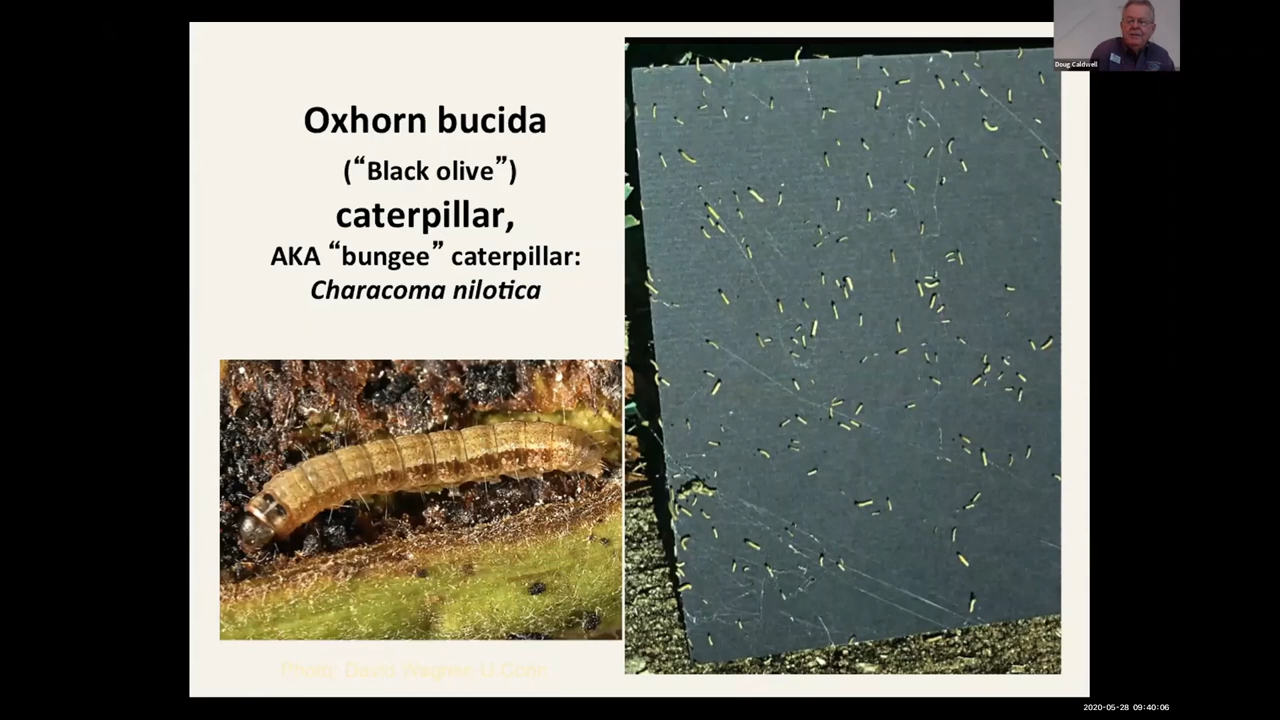 Oxhorn bucida
(“Black olive”)
caterpillar,
AKA “bungee” caterpillar:
Characoma nilotica
Photo: David Wagner, U.Conn
Doug Caldwell
2020-05-28 09:40:06